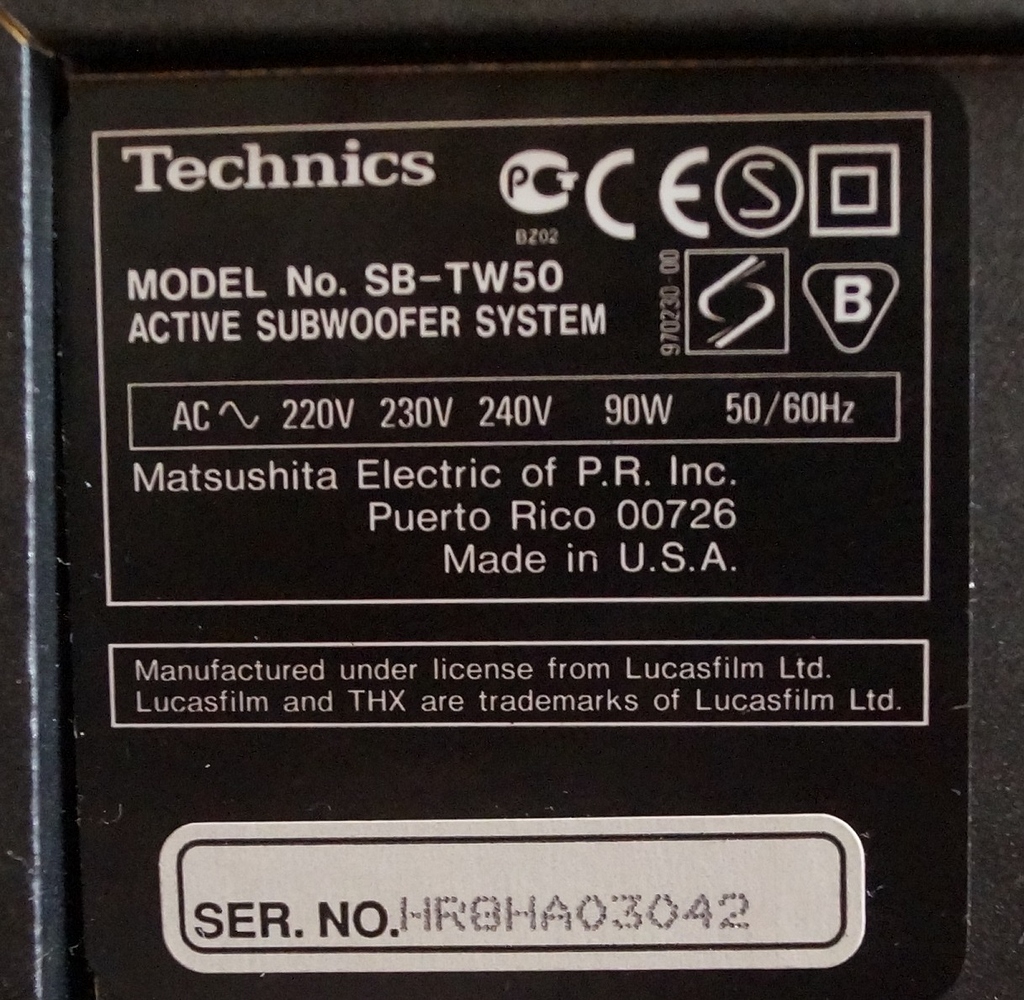 Technics
PCT CE S
BZ02
MODEL No. SB-TW50
ACTIVE SUBWOOFER SYSTEM
970230-00
B
AC ∿ 220V 230V 240V 90W 50/60Hz
Matsushita Electric of P.R. Inc.
Puerto Rico 00726
Made in U.S.A.
Manufactured under license from Lucasfilm Ltd.
Lucasfilm and THX are trademarks of Lucasfilm Ltd.
SER. NO. HR8HA03042